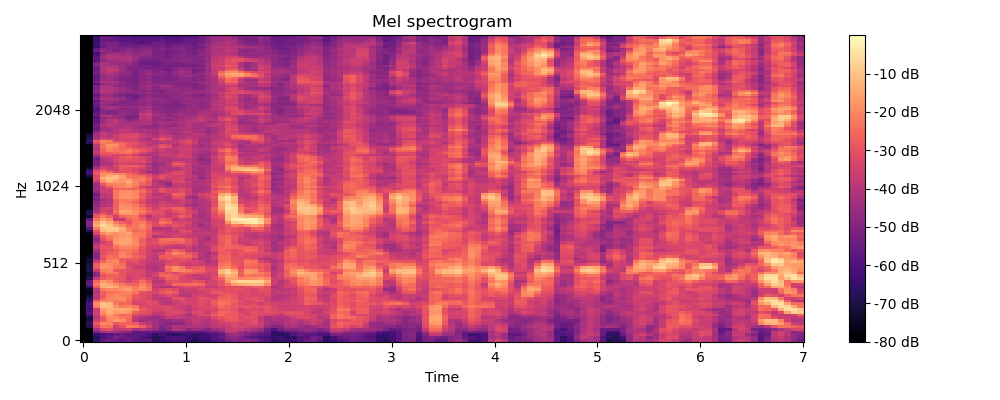 Mel spectrogram
Hz
2048
1024
512
0
0 1 2 3 4 5 6 7
Time
-10 dB
-20 dB
-30 dB
-40 dB
-50 dB
-60 dB
-70 dB
-80 dB